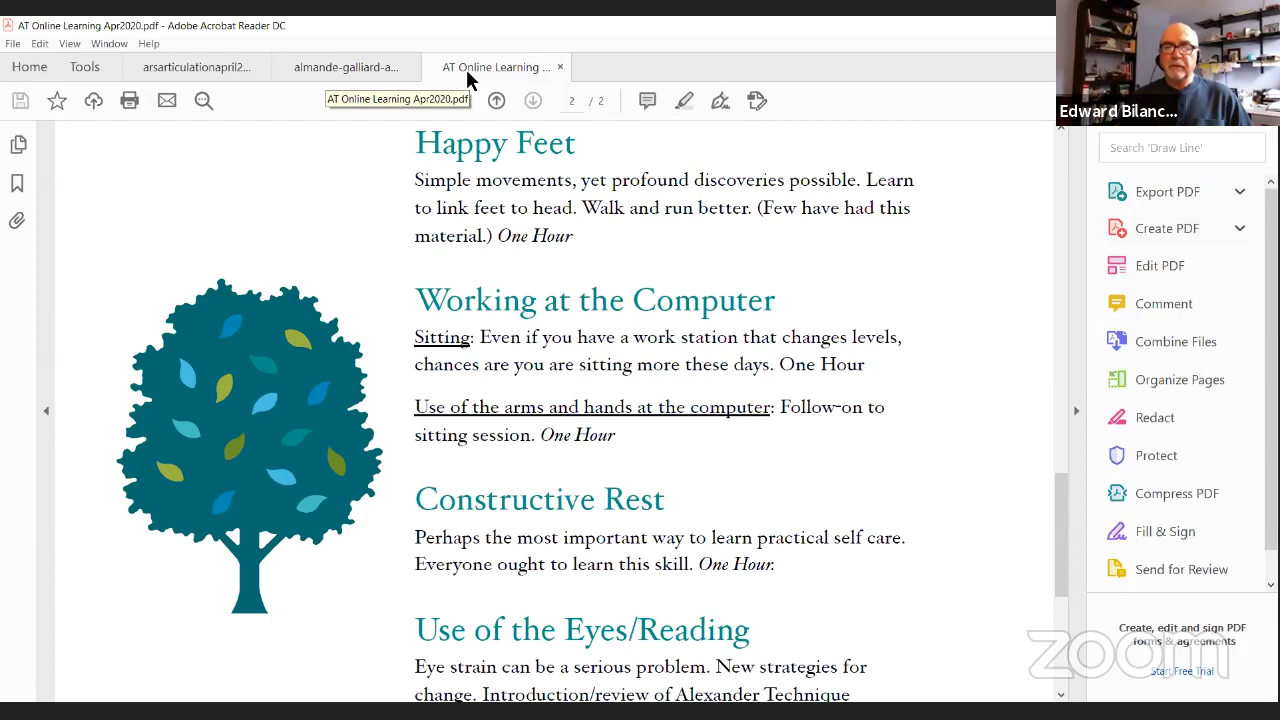 AT Online Learning Apr2020.pdf - Adobe Acrobat Reader DC
File Edit View Window Help
Home Tools arsarticulationapril2... almande-galliard-a... AT Online Learning ... ×
AT Online Learning Apr2020.pdf
2 / 2
Edward Bilanc...
Search 'Draw Line'
Export PDF
Create PDF
Edit PDF
Comment
Combine Files
Organize Pages
Redact
Protect
Compress PDF
Fill & Sign
Send for Review
Create, edit and sign PDF
forms & agreements
Start Free Trial
zoom
Happy Feet
Simple movements, yet profound discoveries possible. Learn
to link feet to head. Walk and run better. (Few have had this
material.) One Hour
Working at the Computer
Sitting: Even if you have a work station that changes levels,
chances are you are sitting more these days. One Hour
Use of the arms and hands at the computer: Follow-on to
sitting session. One Hour
Constructive Rest
Perhaps the most important way to learn practical self care.
Everyone ought to learn this skill. One Hour.
Use of the Eyes/Reading
Eye strain can be a serious problem. New strategies for
change. Introduction/review of Alexander Technique